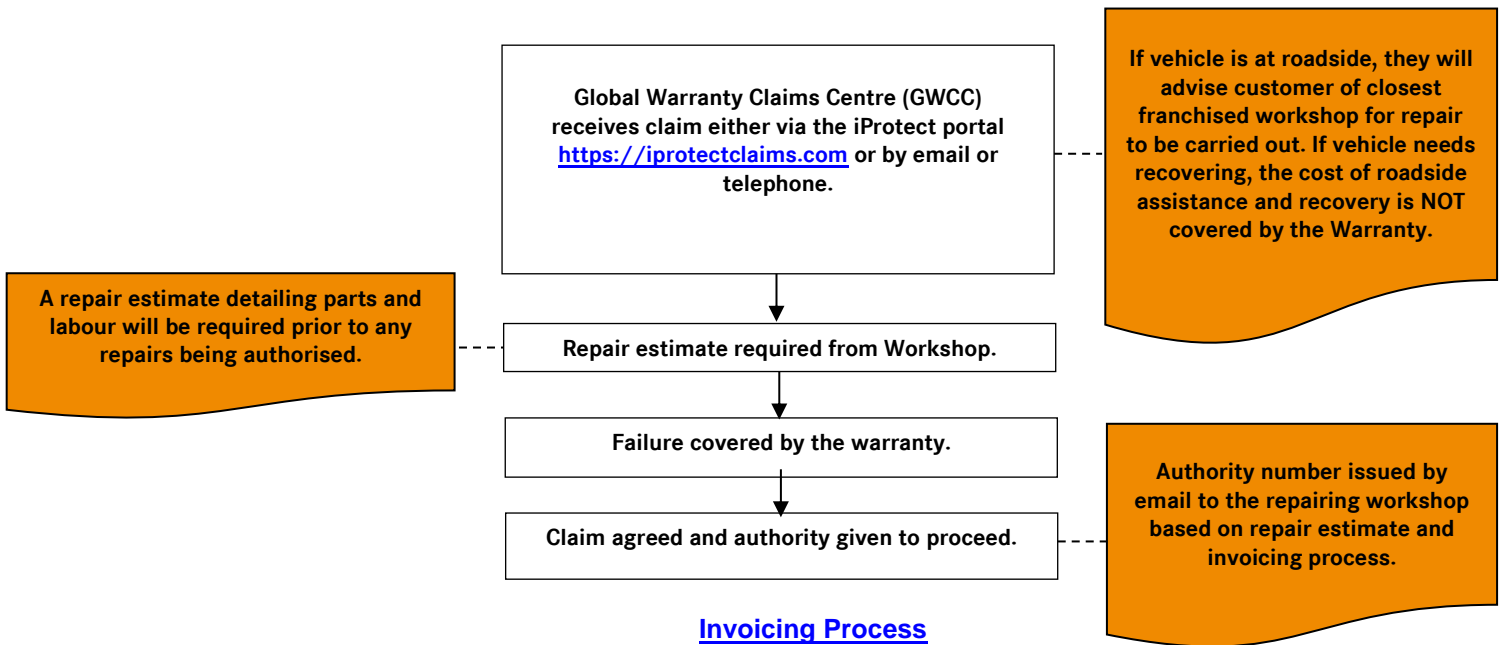 Global Warranty Claims Centre (GWCC)
receives claim either via the iProtect portal
https://iprotectclaims.com or by email or
telephone.
If vehicle is at roadside, they will
advise customer of closest
franchised workshop for repair
to be carried out. If vehicle needs
recovering, the cost of roadside
assistance and recovery is NOT
covered by the Warranty.
A repair estimate detailing parts and
labour will be required prior to any
repairs being authorised.
Repair estimate required from Workshop.
Failure covered by the warranty.
Claim agreed and authority given to proceed.
Authority number issued by
email to the repairing workshop
based on repair estimate and
invoicing process.
Invoicing Process